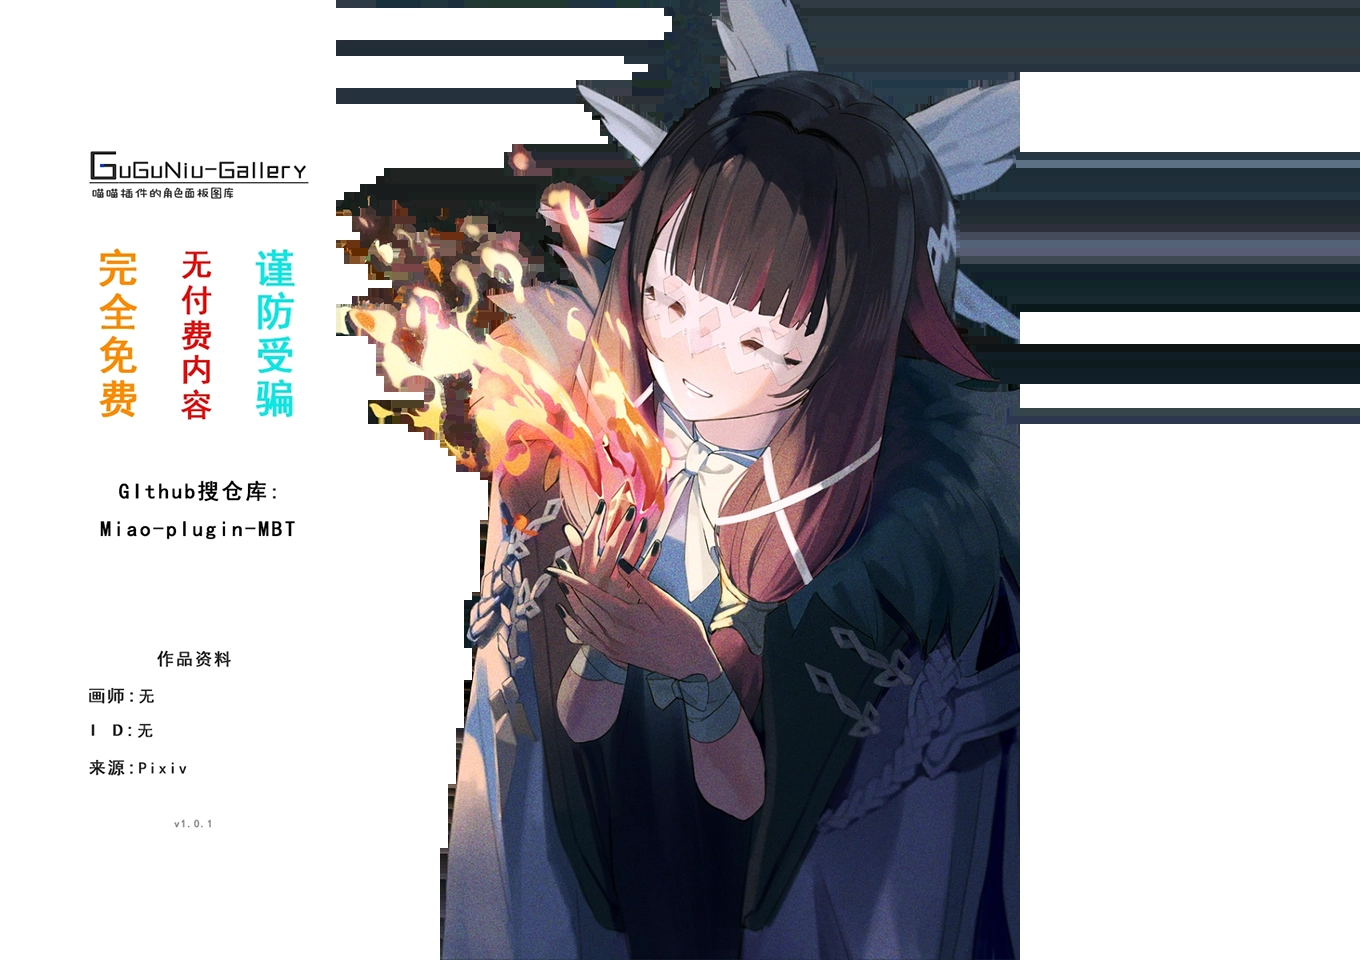 GuGuNiu-Gallery
喵喵插件的角色面板图库
完全免费
无付费内容
谨防受骗
GIthub搜仓库:
Miao-plugin-MBT
作品资料
画师:无
I D:无
来源:Pixiv
v1.0.1